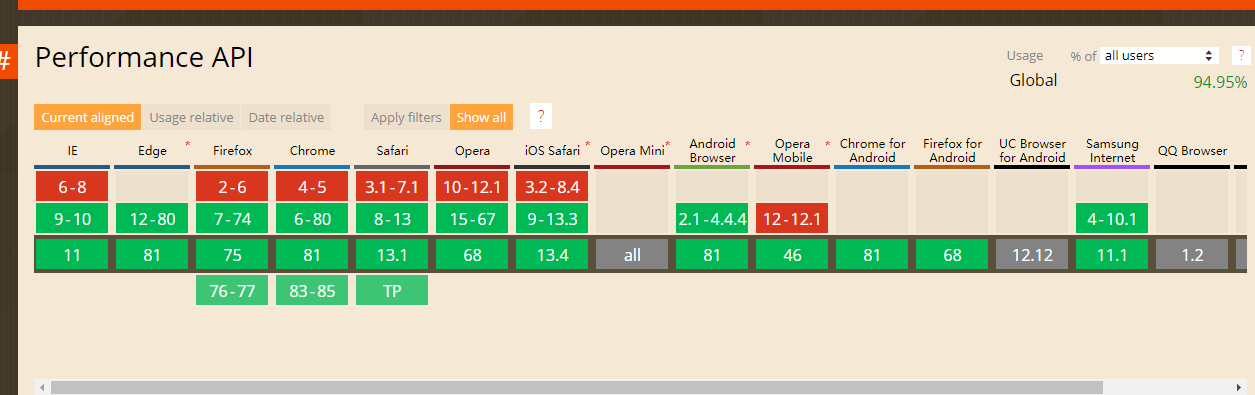 #
Performance API
Usage % of all users ?
Global 94.95%
Current aligned Usage relative Date relative Apply filters Show all ?
IE Edge * Firefox Chrome Safari Opera iOS Safari * Opera Mini * Android Browser * Opera Mobile * Chrome for Android Firefox for Android UC Browser for Android Samsung Internet QQ Browser
6-8 2-6 4-5 3.1-7.1 10-12.1 3.2-8.4
9-10 12-80 7-74 6-80 8-13 15-67 9-13.3 2.1-4.4.4 12-12.1 4-10.1
11 81 75 81 13.1 68 13.4 all 81 46 81 68 12.12 11.1 1.2
76-77 83-85 TP